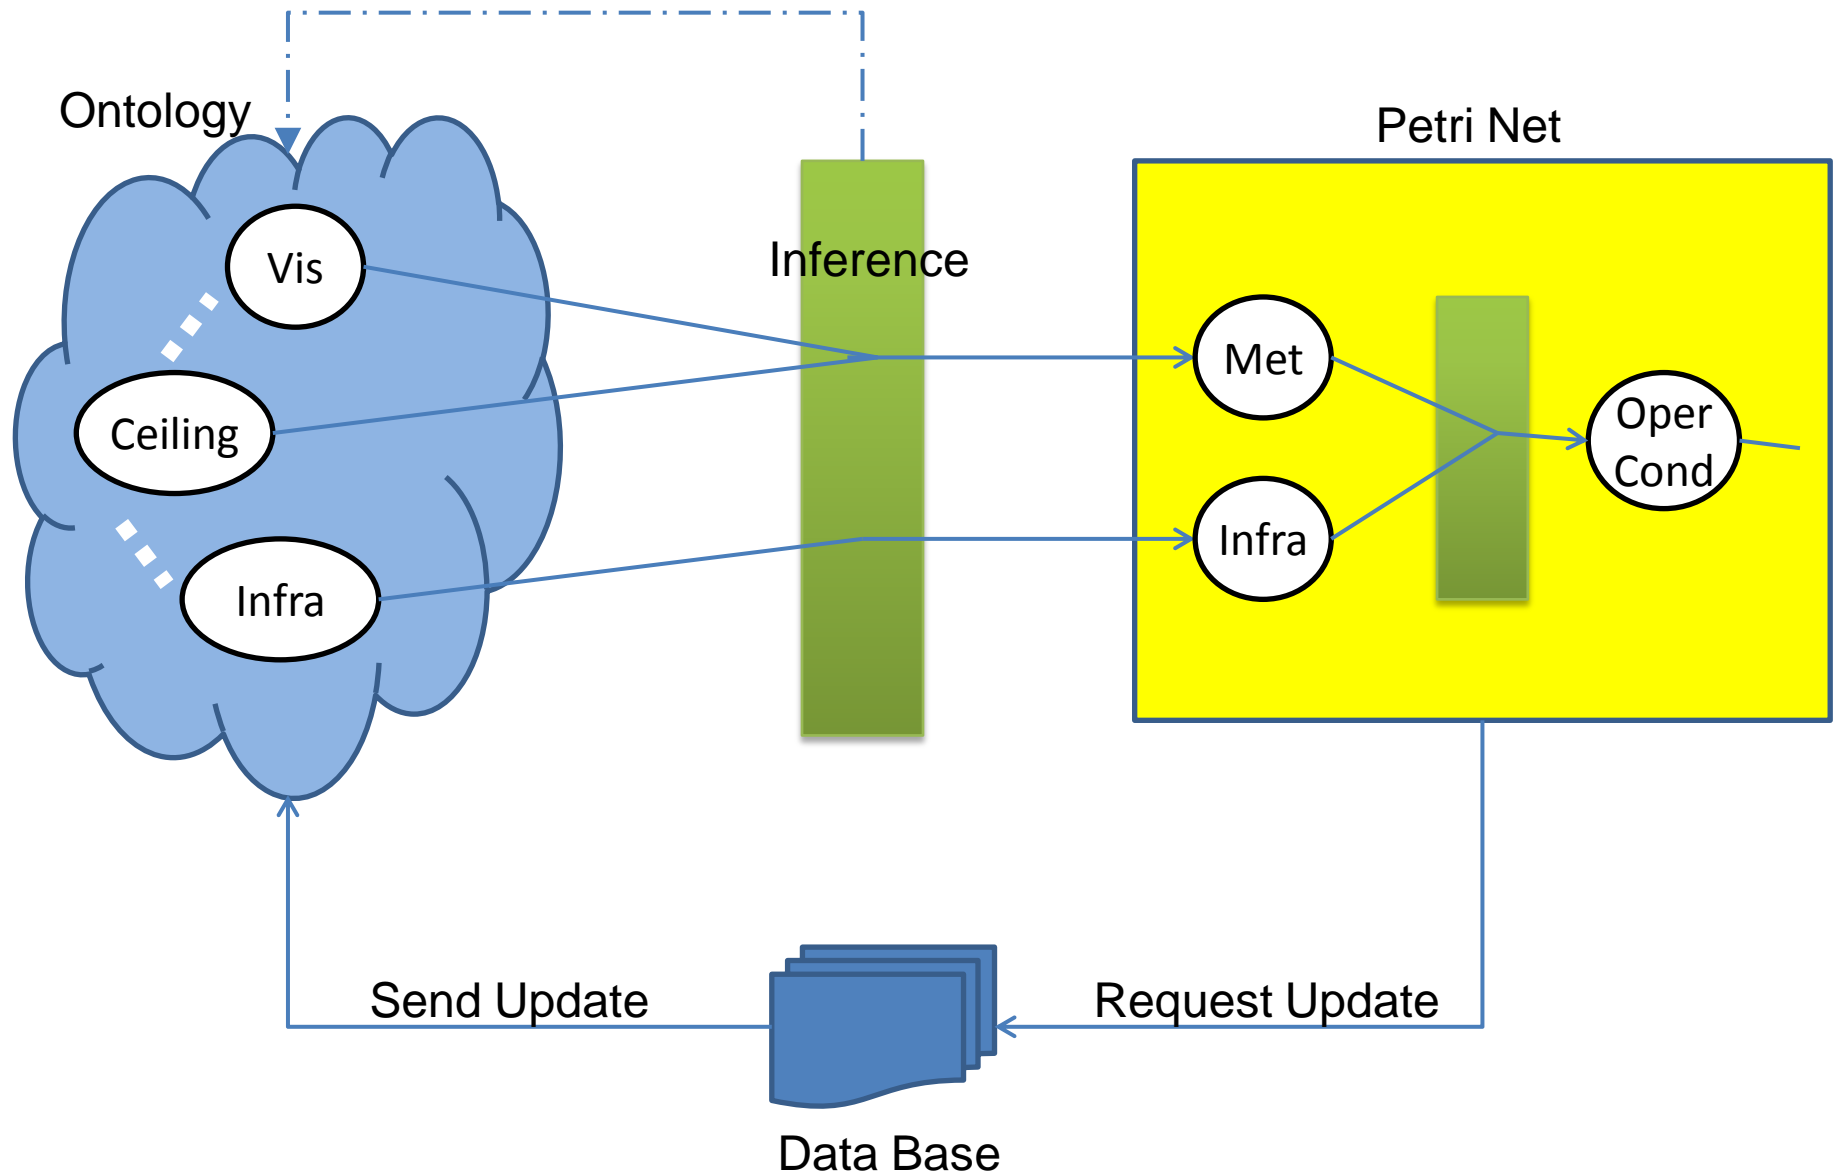 Ontology
Petri Net
Vis
Inference
Ceiling
Met
Oper
Cond
Infra
Infra
Send Update
Request Update
Data Base